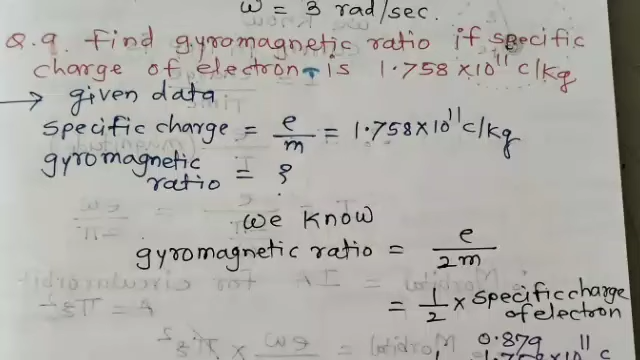 ω = 3 rad/sec.
Q.9. Find gyromagnetic ratio if specific
charge of electron is 1.758 ×10¹¹ c/kg
→ given data
specific charge = e/m = 1.758×10¹¹ c/kg
gyromagnetic
ratio = ?
we know
gyromagnetic ratio = e/2m
= 1/2 × specific charge
of electron
0.879